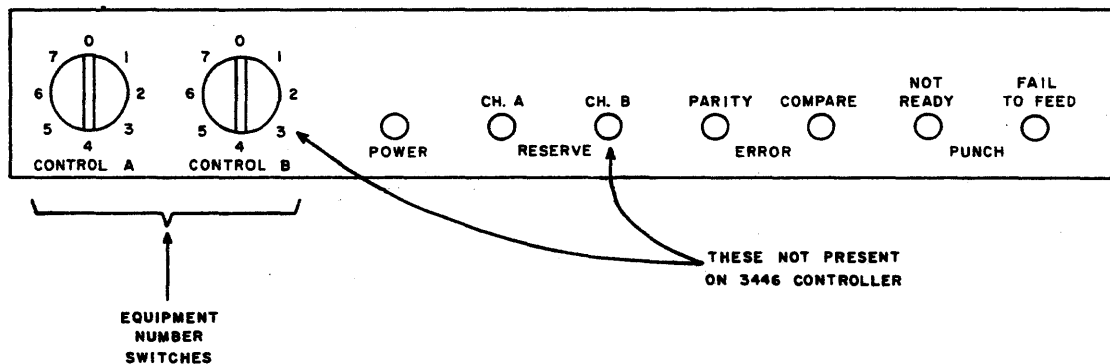 0
7 1
6 2
5 3
4
CONTROL A
0
7 1
6 2
5 3
4
CONTROL B
POWER
CH. A
CH. B
RESERVE
PARITY
COMPARE
ERROR
NOT
READY
FAIL
TO FEED
PUNCH
THESE NOT PRESENT
ON 3446 CONTROLLER
EQUIPMENT
NUMBER
SWITCHES